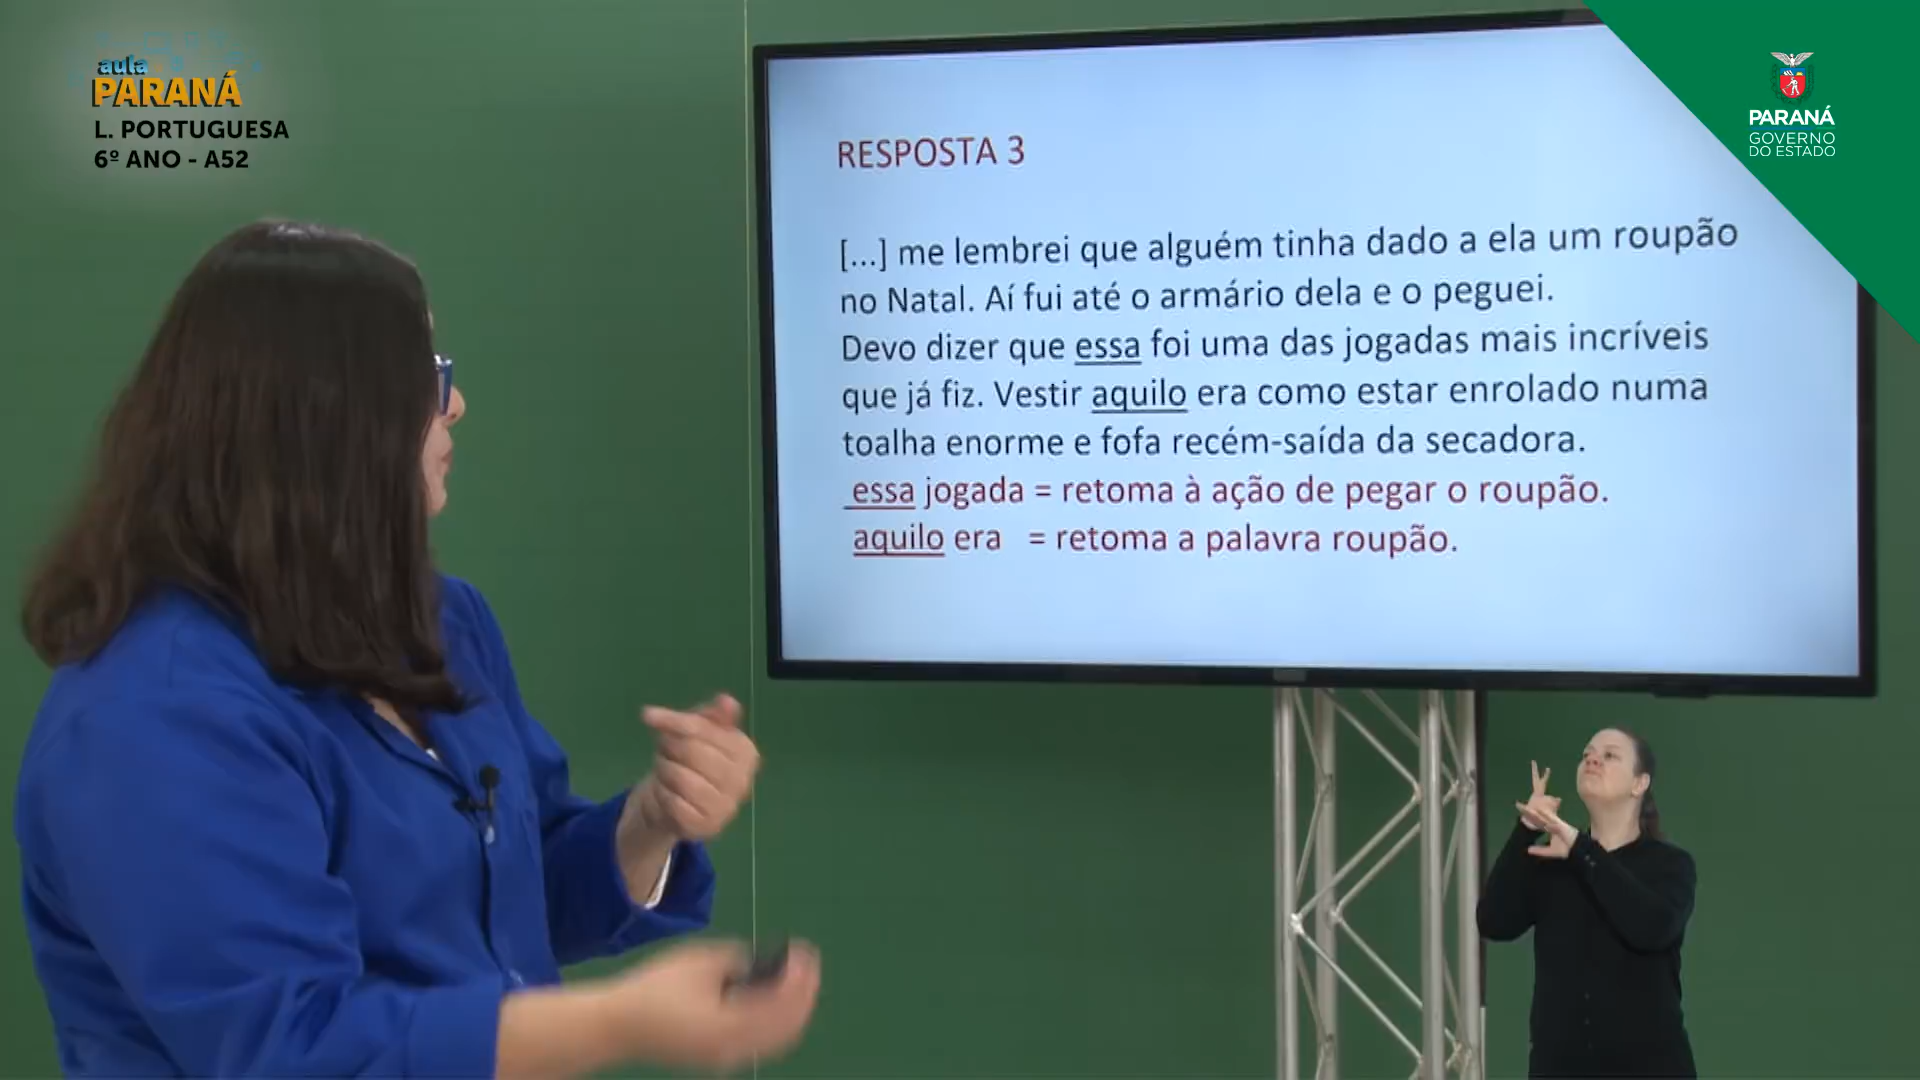 aula
PARANÁ
L. PORTUGUESA
6º ANO - A52
PARANÁ
GOVERNO
DO ESTADO
RESPOSTA 3
[...] me lembrei que alguém tinha dado a ela um roupão
no Natal. Aí fui até o armário dela e o peguei.
Devo dizer que essa foi uma das jogadas mais incríveis
que já fiz. Vestir aquilo era como estar enrolado numa
toalha enorme e fofa recém-saída da secadora.
essa jogada = retoma à ação de pegar o roupão.
aquilo era = retoma a palavra roupão.